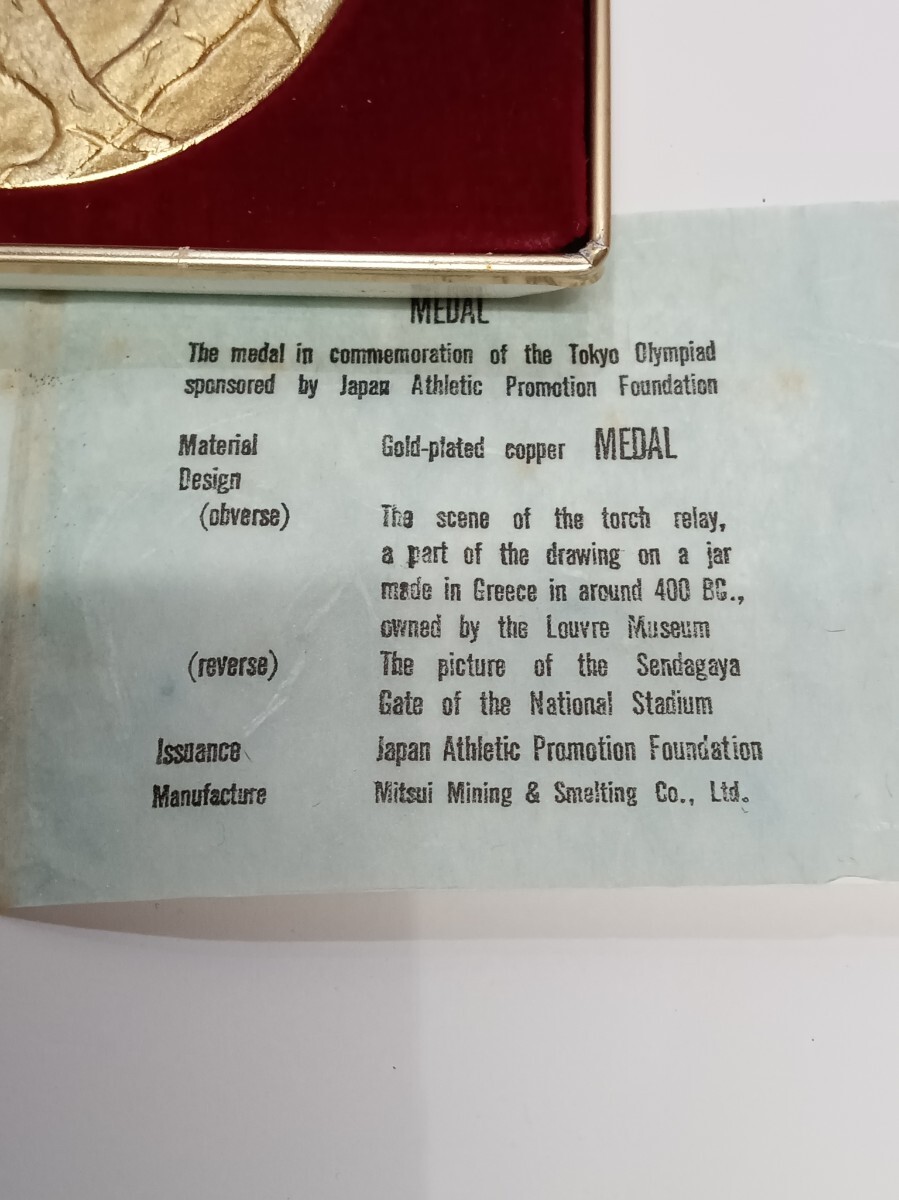 MEDAL
The medal in commemoration of the Tokyo Olympiad
sponsored by Japan Athletic Promotion Foundation
Material Gold-plated copper MEDAL
Design
(obverse) The scene of the torch relay,
a part of the drawing on a jar
made in Greece in around 400 BC.,
owned by the Louvre Museum
(reverse) The picture of the Sendagaya
Gate of the National Stadium
Issuance Japan Athletic Promotion Foundation
Manufacture Mitsui Mining & Smelting Co., Ltd.